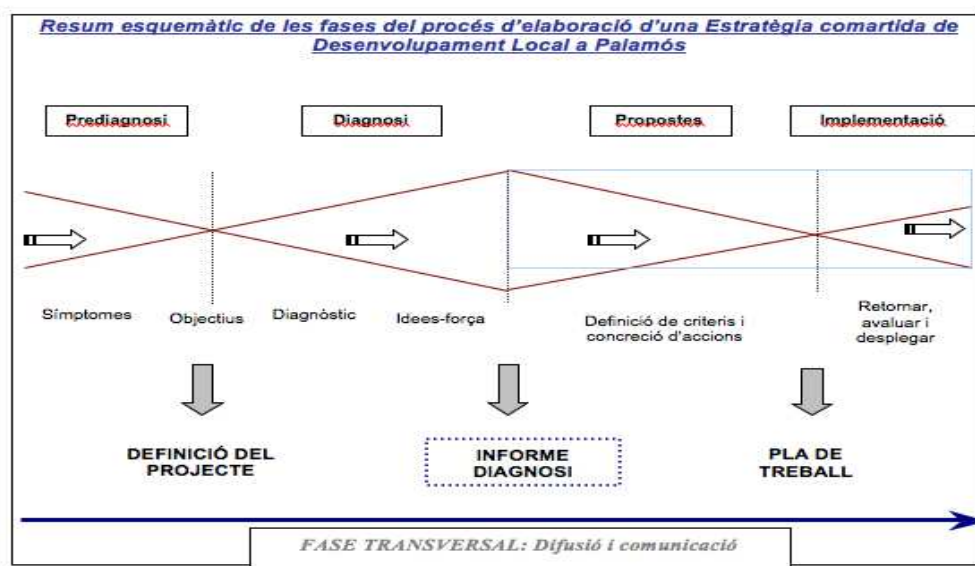 Resum esquemàtic de les fases del procés d'elaboració d'una Estratègia comartida de
Desenvolupament Local a Palamós
Prediagnosi
Diagnosi
Propostes
Implementació
Símptomes
Objectius
Diagnòstic
Idees-força
Definició de criteris i
concreció d'accions
Retornar,
avaluar i
desplegar
DEFINICIÓ DEL
PROJECTE
INFORME
DIAGNOSI
PLA DE
TREBALL
FASE TRANSVERSAL: Difusió i comunicació